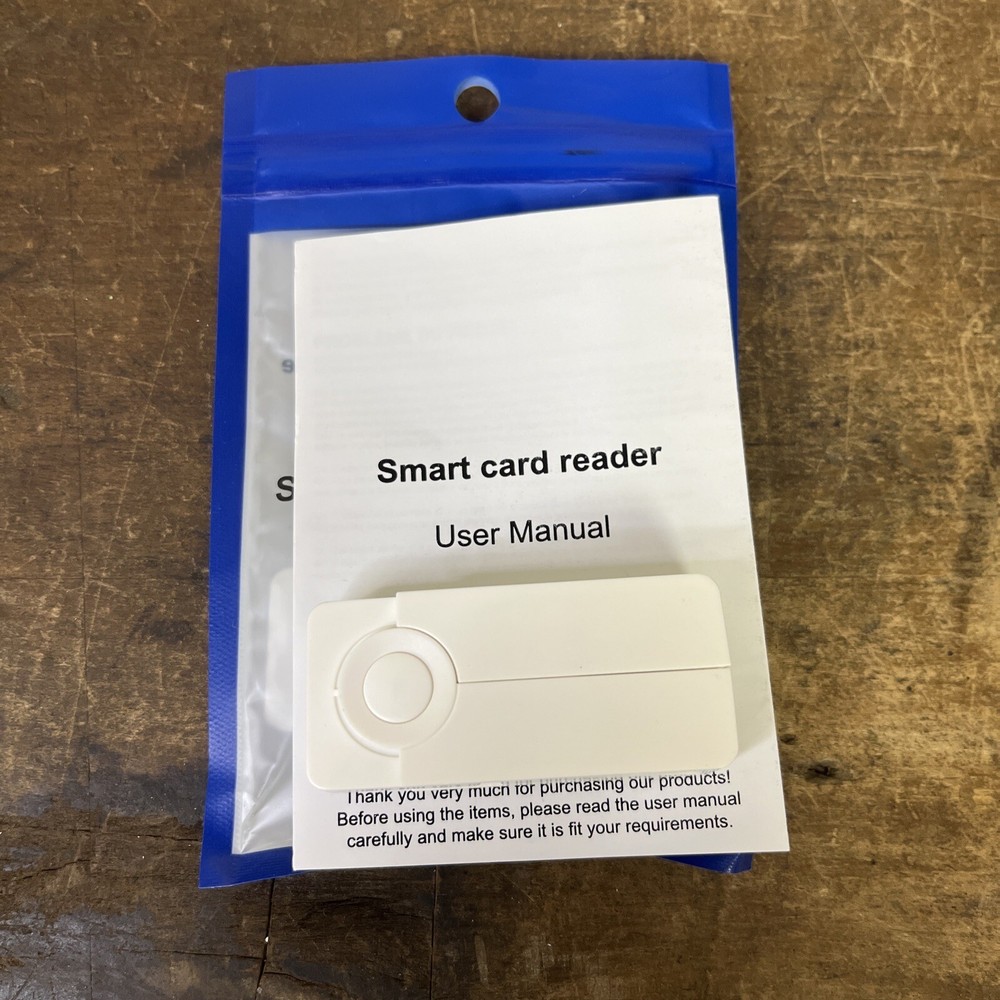 Smart card reader
User Manual
S
Thank you very much for purchasing our products!
Before using the items, please read the user manual
carefully and make sure it is fit your requirements.